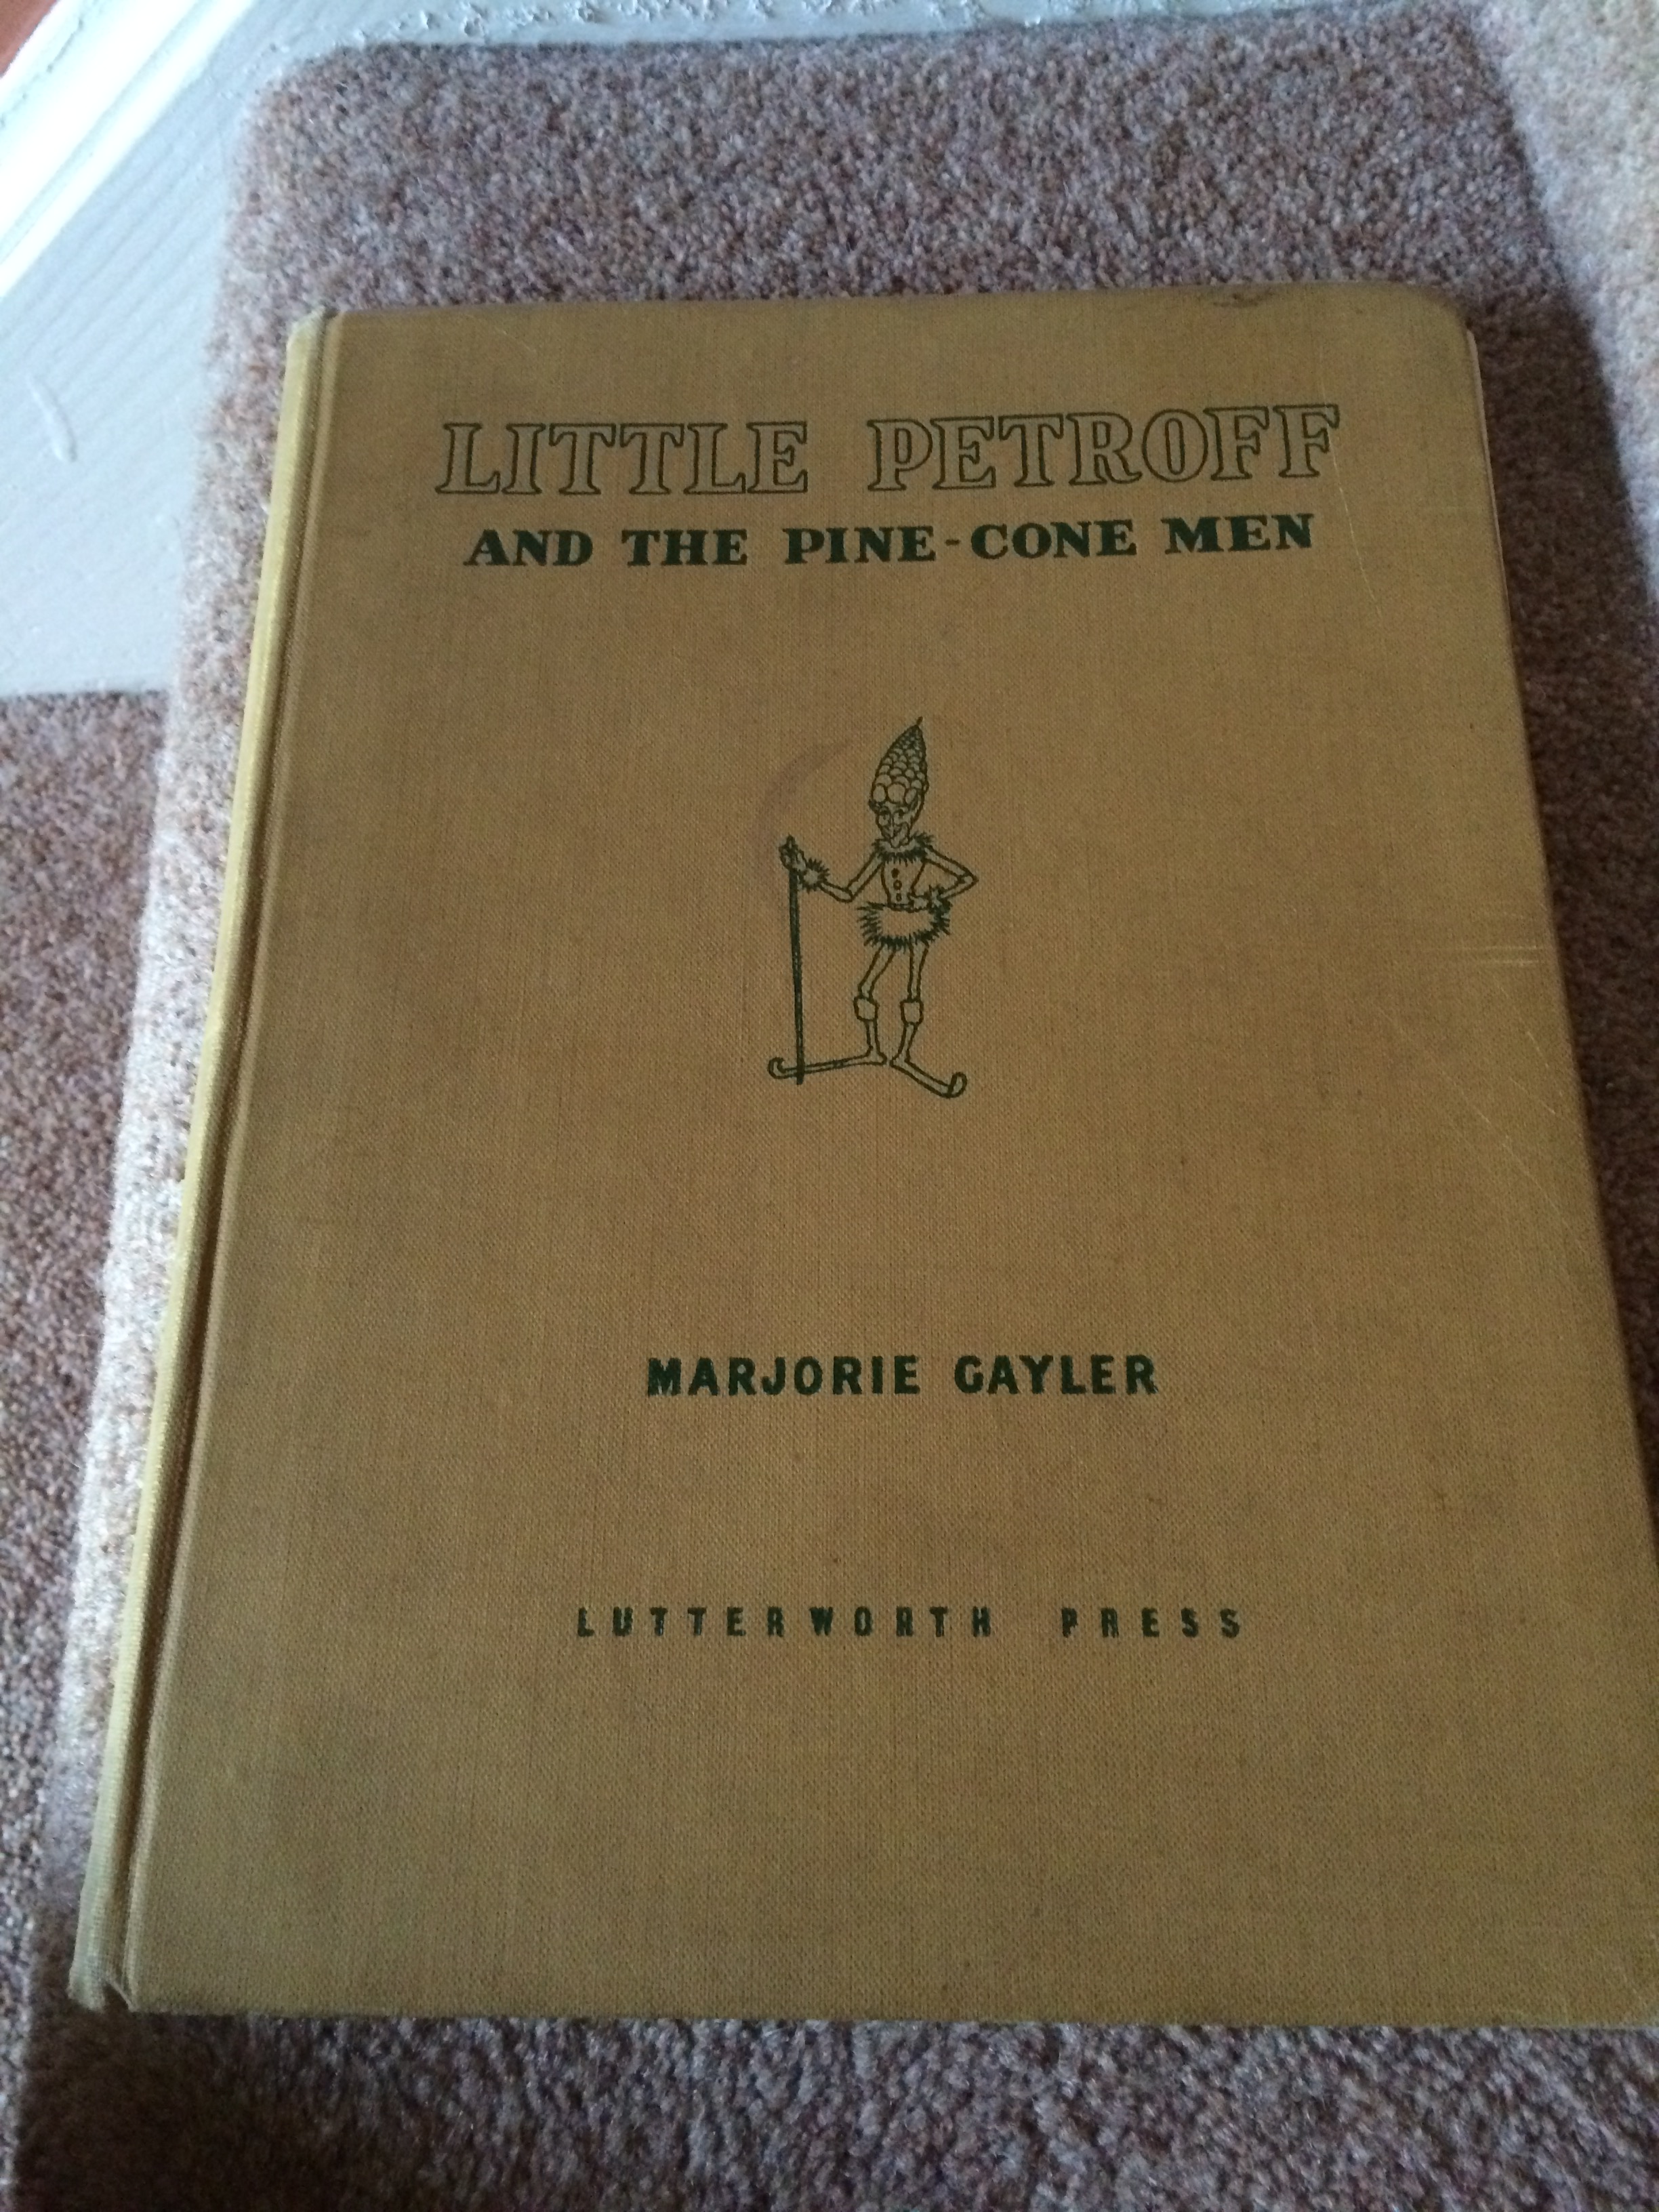 LITTLE PETROFF
AND THE PINE-CONE MEN
MARJORIE GAYLER
LUTTERWORTH PRESS